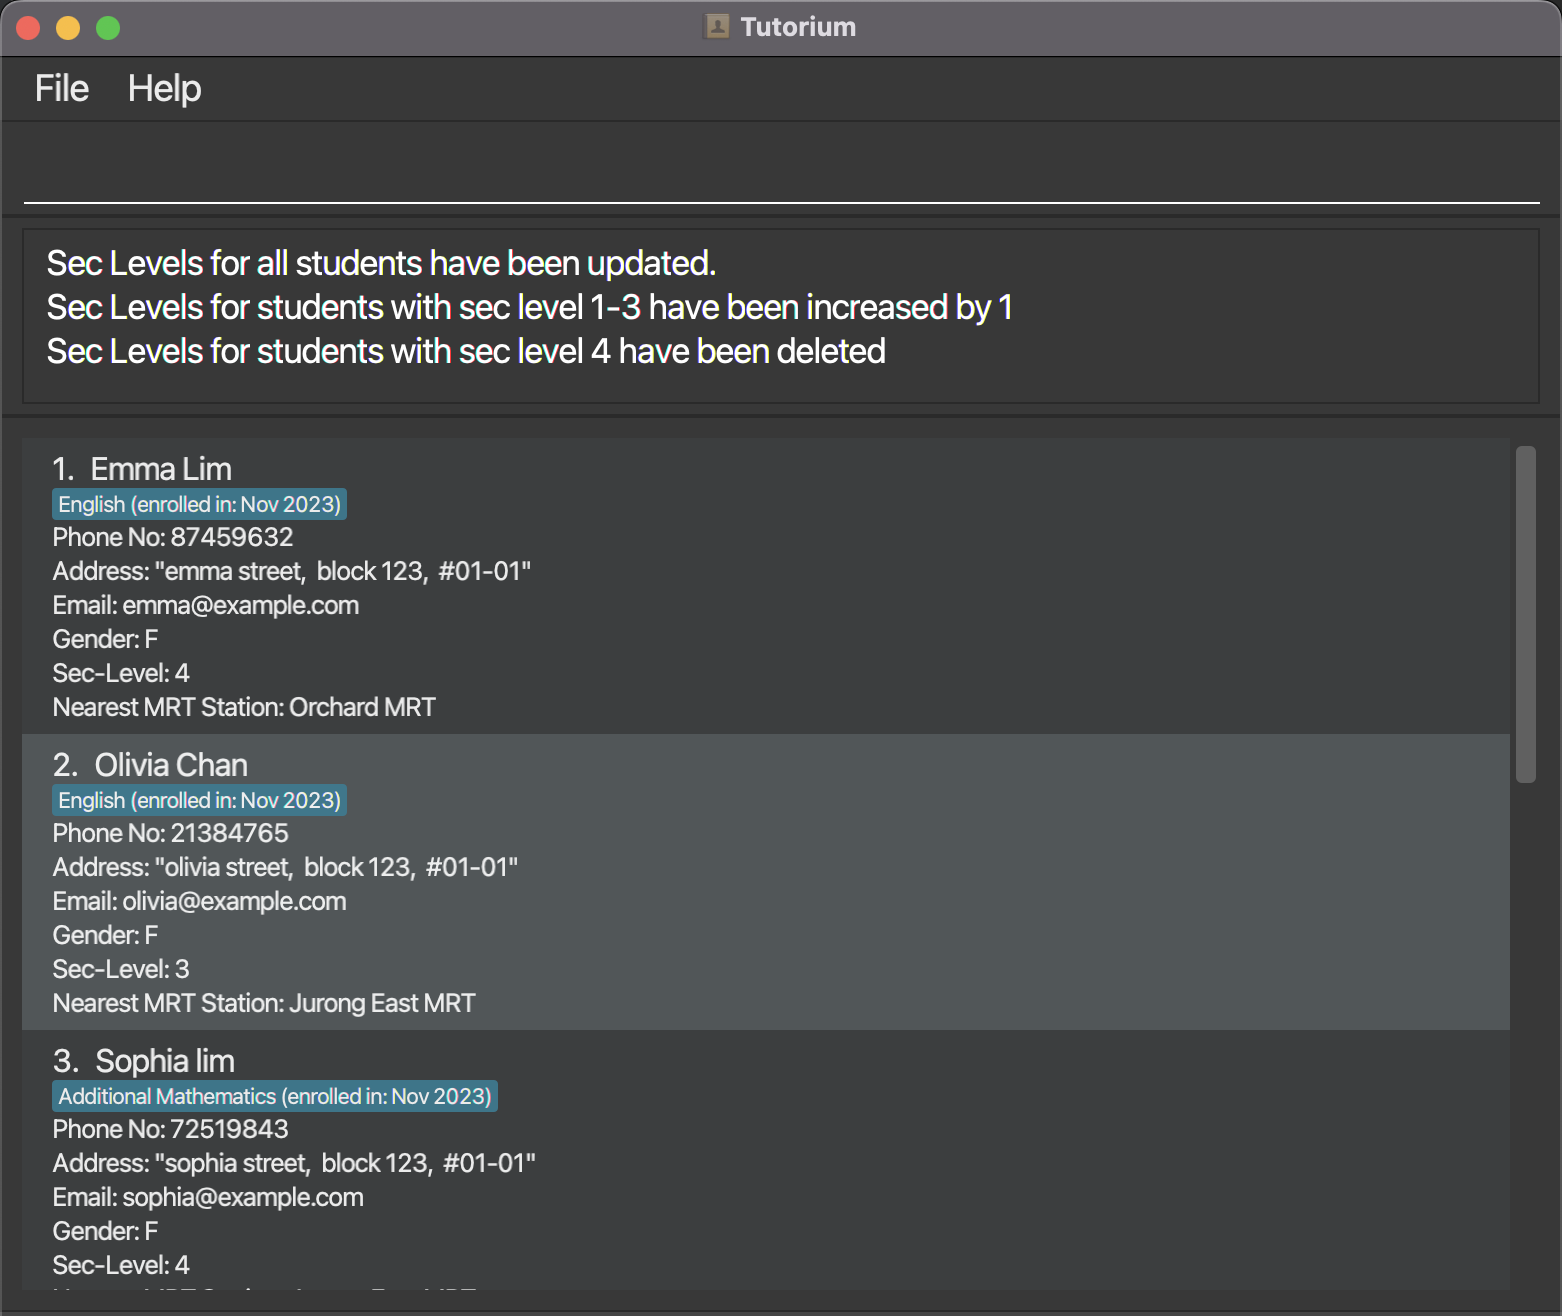 Tutorium
File Help
Sec Levels for all students have been updated.
Sec Levels for students with sec level 1-3 have been increased by 1
Sec Levels for students with sec level 4 have been deleted
1. Emma Lim
English (enrolled in: Nov 2023)
Phone No: 87459632
Address: "emma street, block 123, #01-01"
Email: emma@example.com
Gender: F
Sec-Level: 4
Nearest MRT Station: Orchard MRT
2. Olivia Chan
English (enrolled in: Nov 2023)
Phone No: 21384765
Address: "olivia street, block 123, #01-01"
Email: olivia@example.com
Gender: F
Sec-Level: 3
Nearest MRT Station: Jurong East MRT
3. Sophia lim
Additional Mathematics (enrolled in: Nov 2023)
Phone No: 72519843
Address: "sophia street, block 123, #01-01"
Email: sophia@example.com
Gender: F
Sec-Level: 4